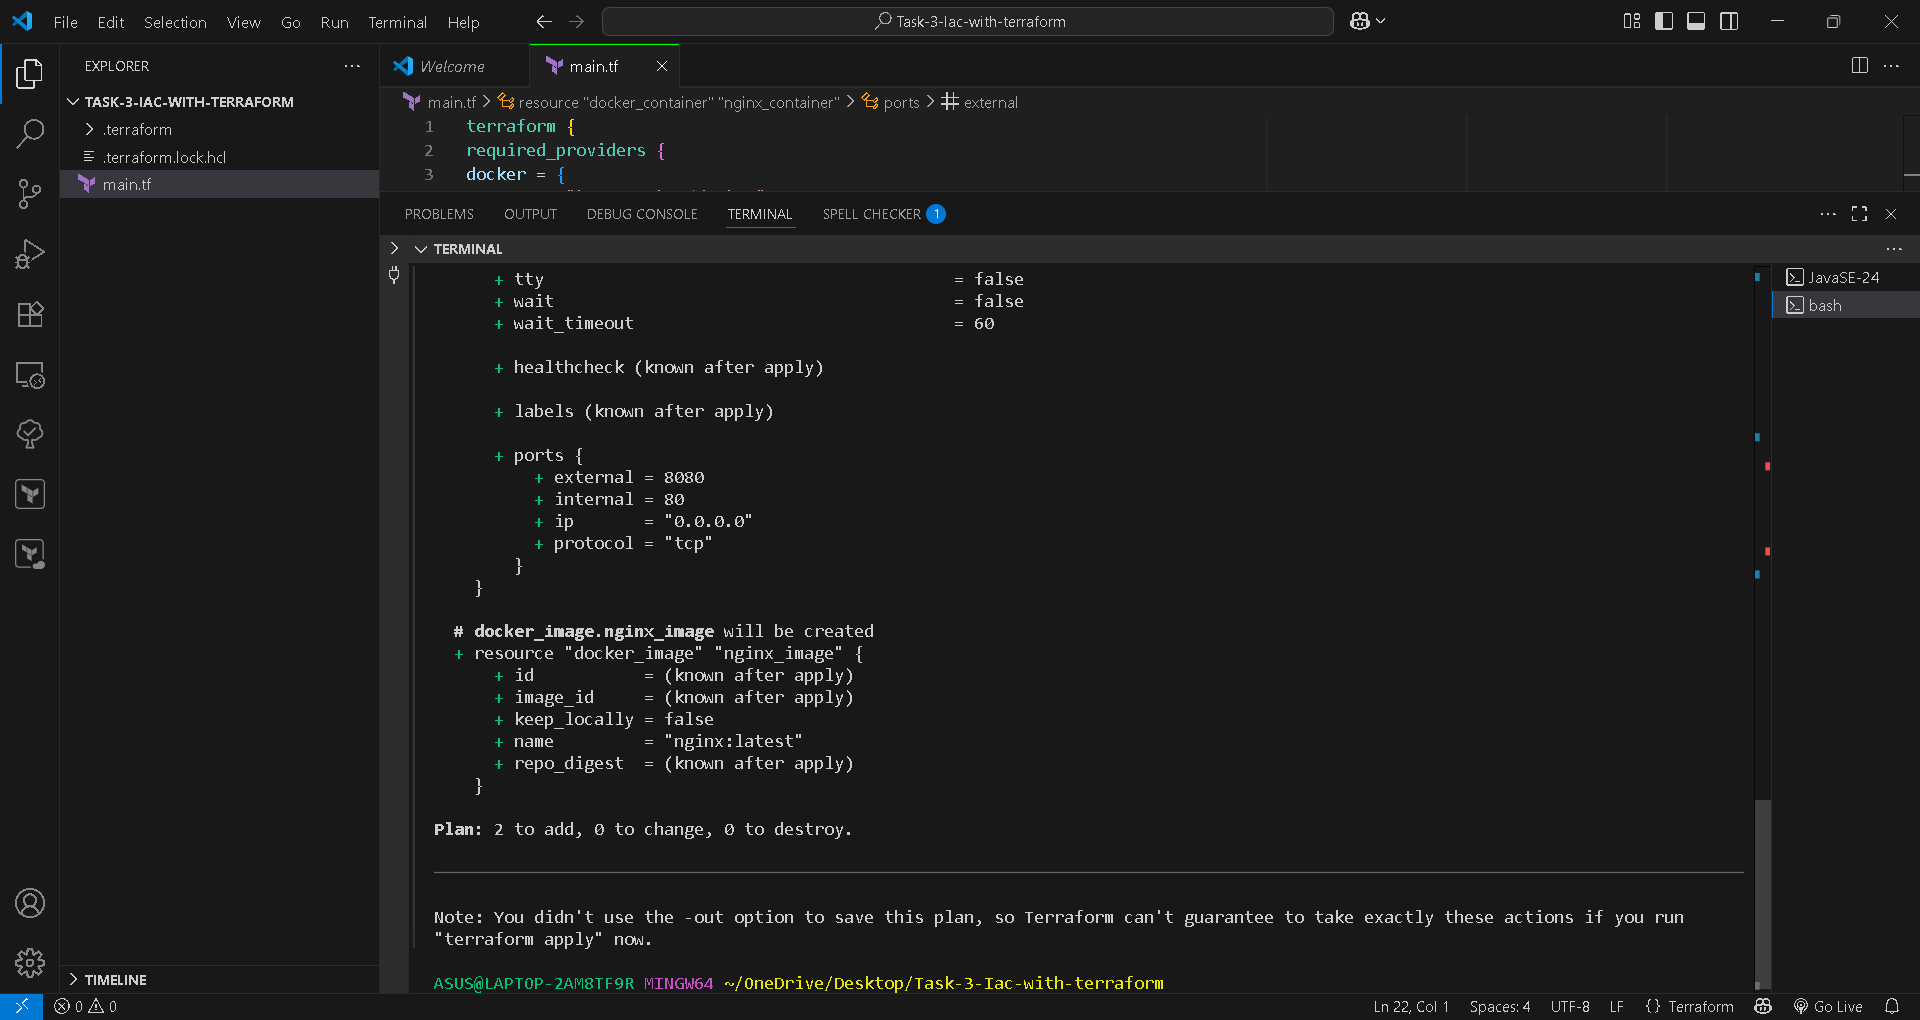 File Edit Selection View Go Run Terminal Help
Task-3-Iac-with-terraform
EXPLORER
TASK-3-IAC-WITH-TERRAFORM
.terraform
.terraform.lock.hcl
main.tf
TIMELINE
Welcome
main.tf
main.tf > resource "docker_container" "nginx_container" > ports > external
1 terraform {
2 required_providers {
3 docker = {
PROBLEMS OUTPUT DEBUG CONSOLE TERMINAL SPELL CHECKER 1
TERMINAL
+ tty = false
+ wait = false
+ wait_timeout = 60
+ healthcheck (known after apply)
+ labels (known after apply)
+ ports {
+ external = 8080
+ internal = 80
+ ip = "0.0.0.0"
+ protocol = "tcp"
}
}
# docker_image.nginx_image will be created
+ resource "docker_image" "nginx_image" {
+ id = (known after apply)
+ image_id = (known after apply)
+ keep_locally = false
+ name = "nginx:latest"
+ repo_digest = (known after apply)
}
Plan: 2 to add, 0 to change, 0 to destroy.
Note: You didn't use the -out option to save this plan, so Terraform can't guarantee to take exactly these actions if you run
"terraform apply" now.
ASUS@LAPTOP-2AM8TF9R MINGW64 ~/OneDrive/Desktop/Task-3-Iac-with-terraform
JavaSE-24
bash
0 0
Ln 22, Col 1 Spaces: 4 UTF-8 LF {} Terraform Go Live